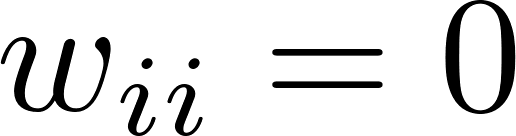 w_{ii} = 0